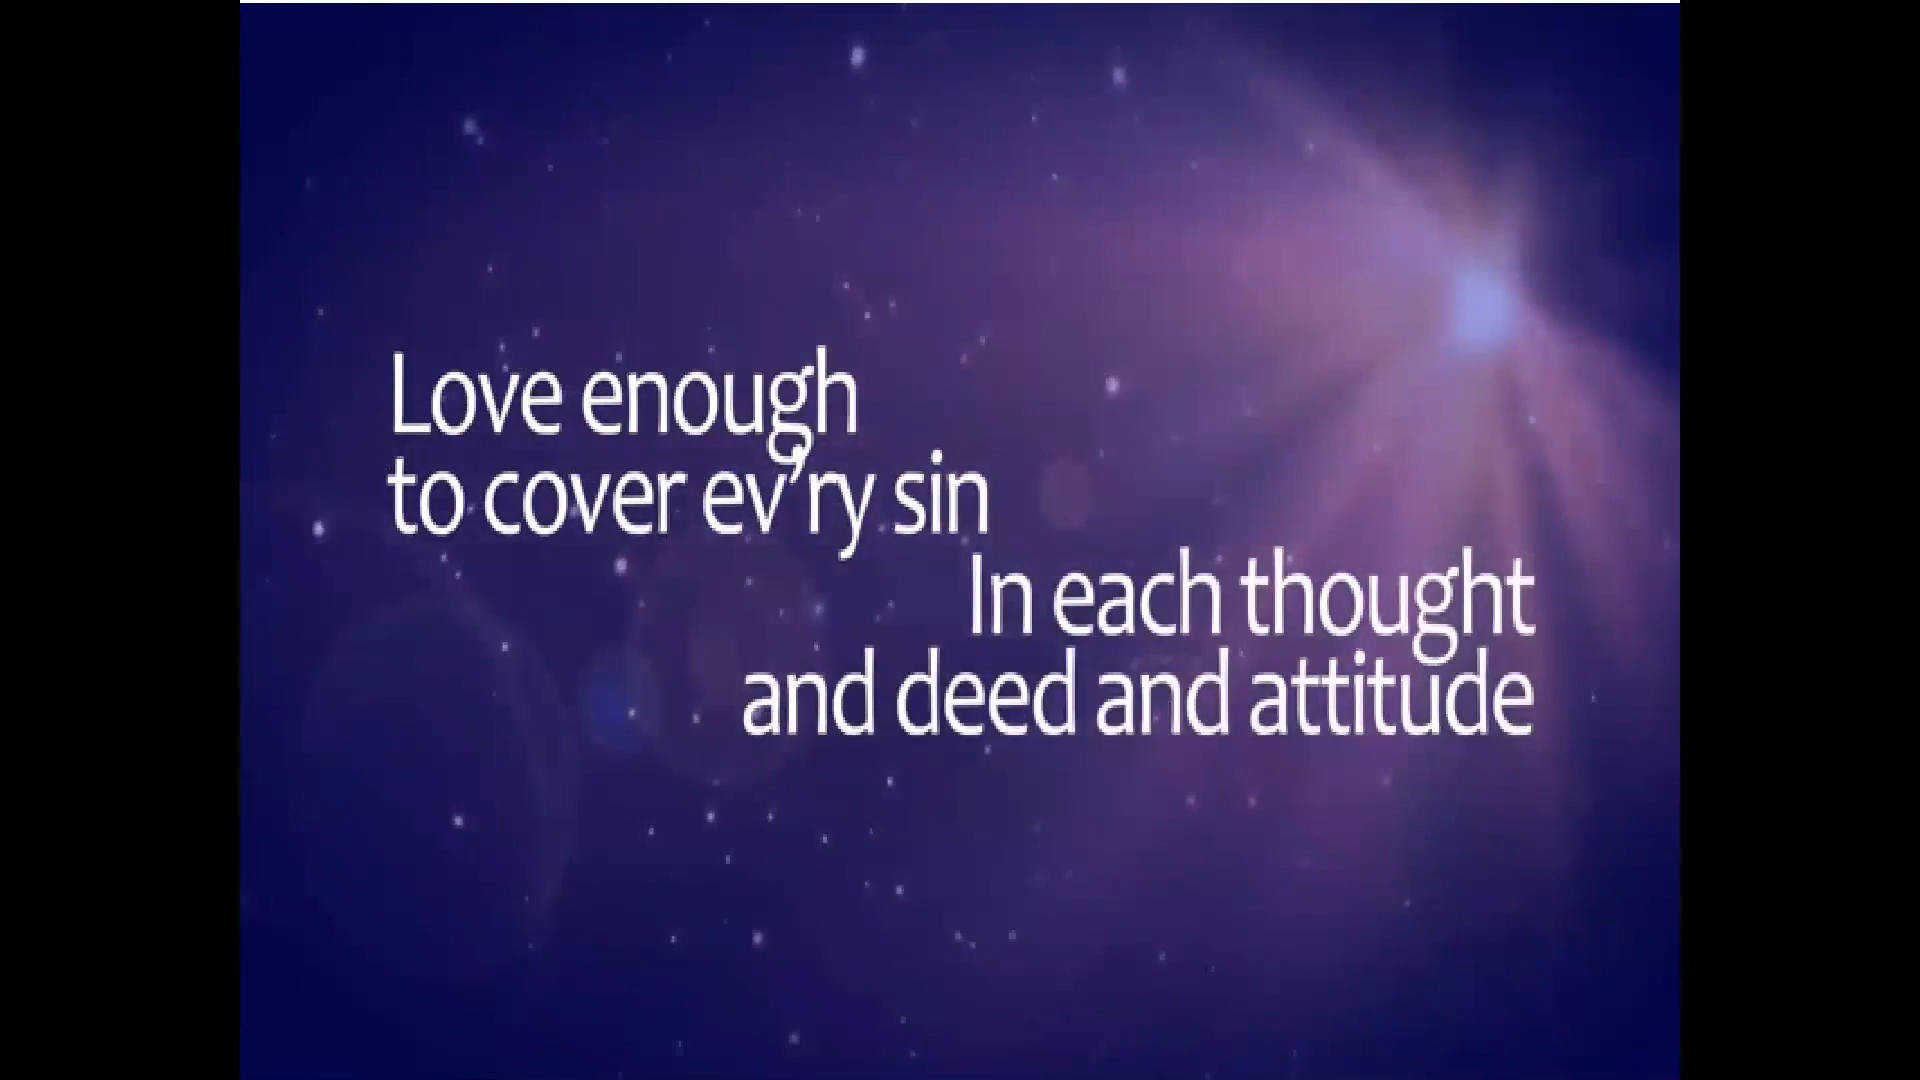 Love enough
to cover ev’ry sin
In each thought
and deed and attitude